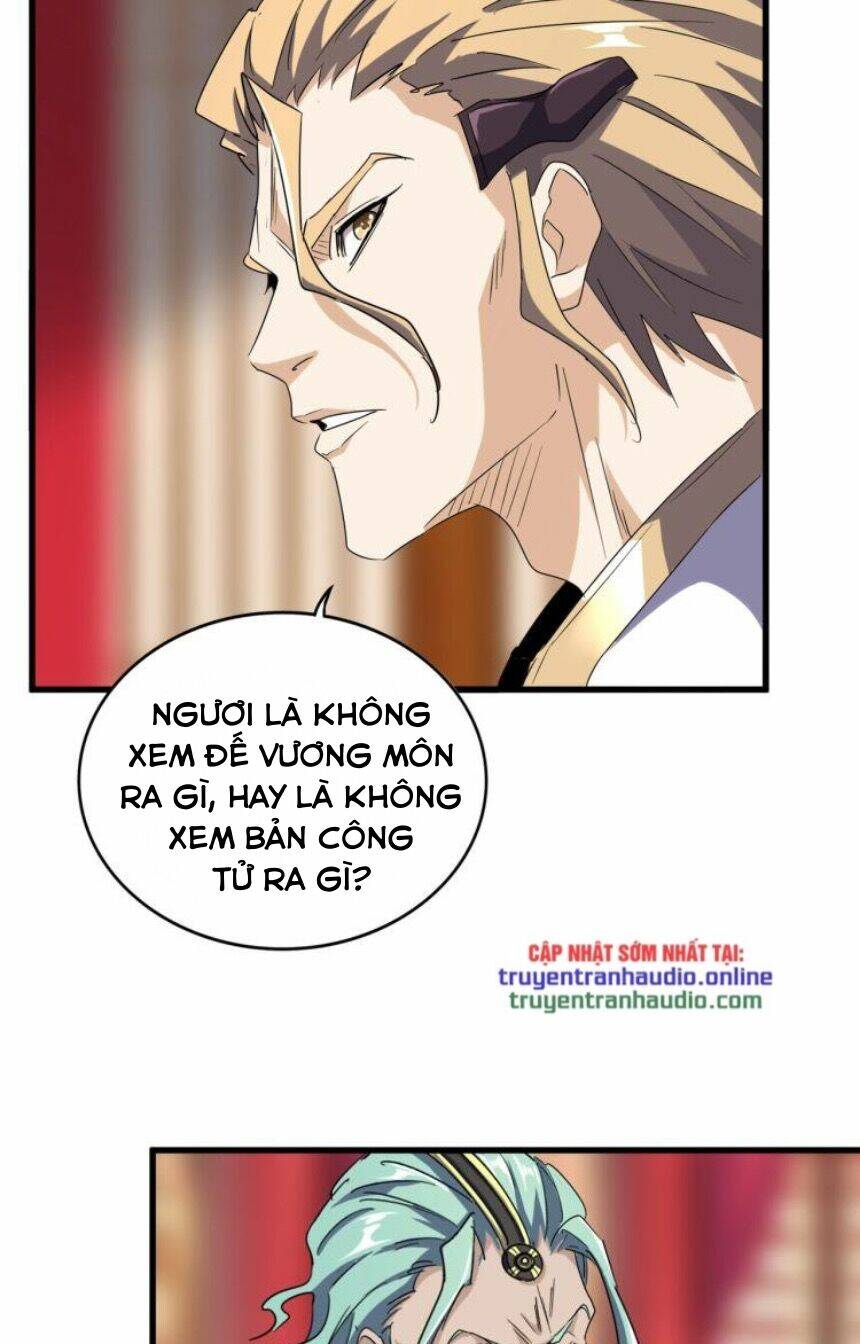 NGƯƠI LÀ KHÔNG
XEM ĐẾ VƯƠNG MÔN
RA GÌ, HAY LÀ KHÔNG
XEM BẢN CÔNG
TỬ RA GÌ?
CẬP NHẬT SỚM NHẤT TẠI:
truyentranhaudio.online
truyentranhaudio.com